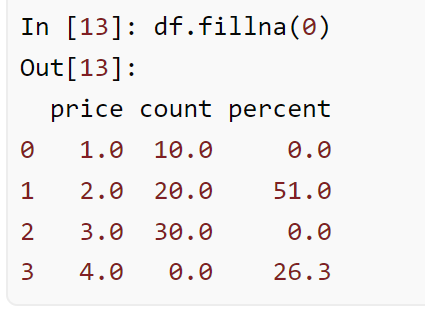 In [13]: df.fillna(0)
Out[13]:
  price count percent
0   1.0  10.0     0.0
1   2.0  20.0    51.0
2   3.0  30.0     0.0
3   4.0   0.0    26.3